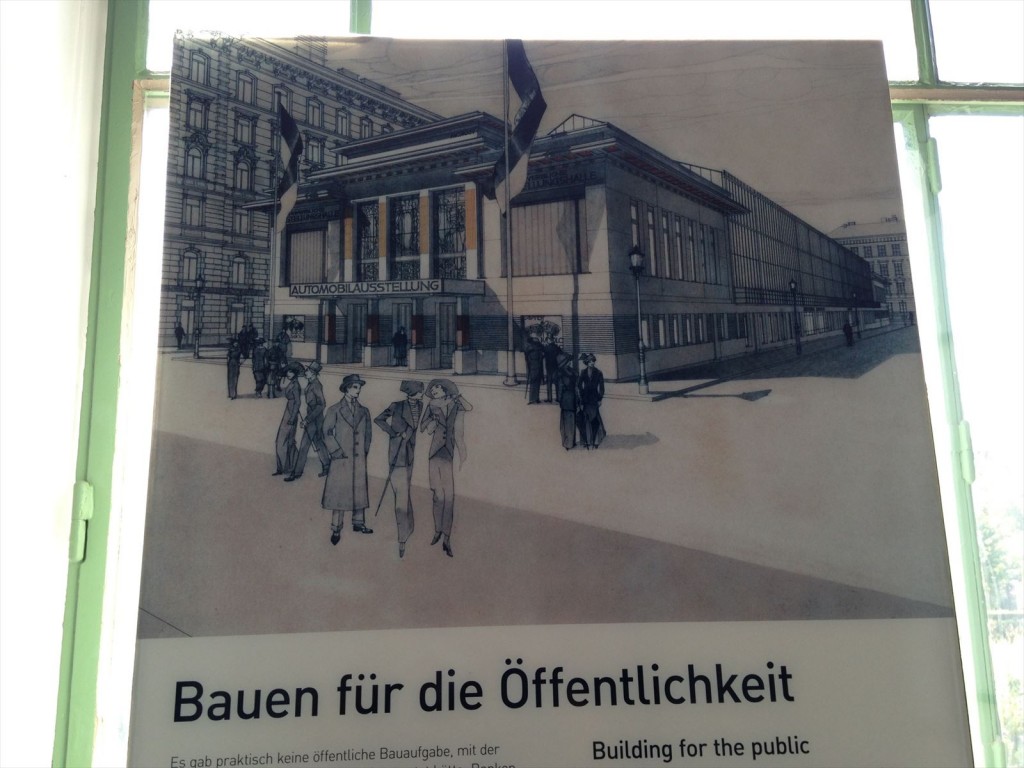 AUTOMOBILAUSSTELLUNG
Bauen für die Öffentlichkeit
Es gab praktisch keine öffentliche Bauaufgabe, mit der
Building for the public